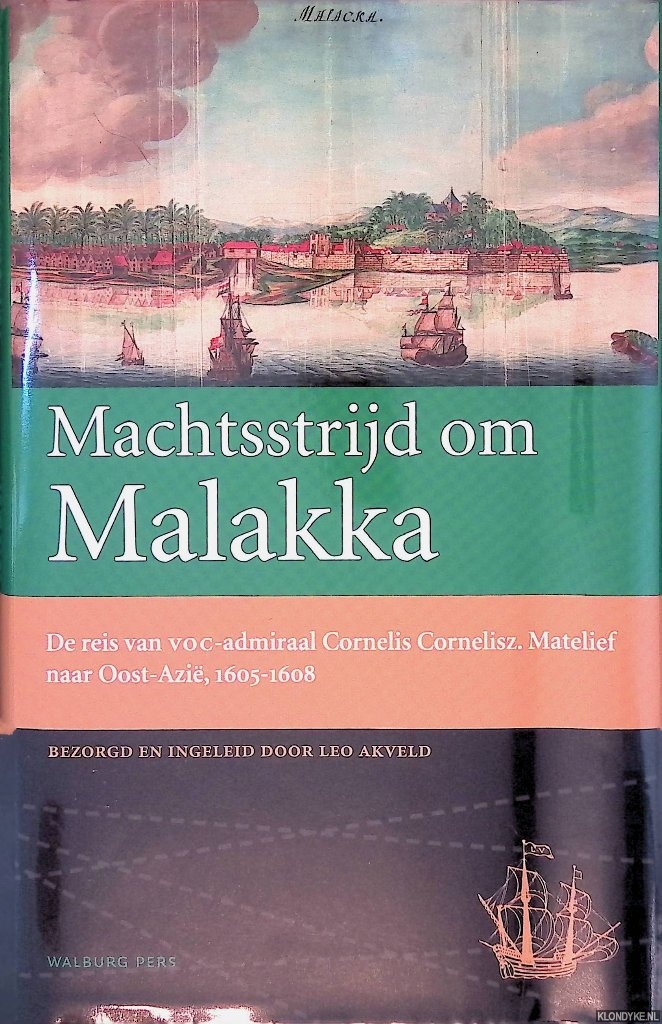 MALACKA.
Machtsstrijd om
Malakka
De reis van VOC-admiraal Cornelis Cornelisz. Matelief
naar Oost-Azië, 1605-1608
BEZORGD EN INGELEID DOOR LEO AKVELD
L.V
WALBURG PERS
KLONDYKE.NL